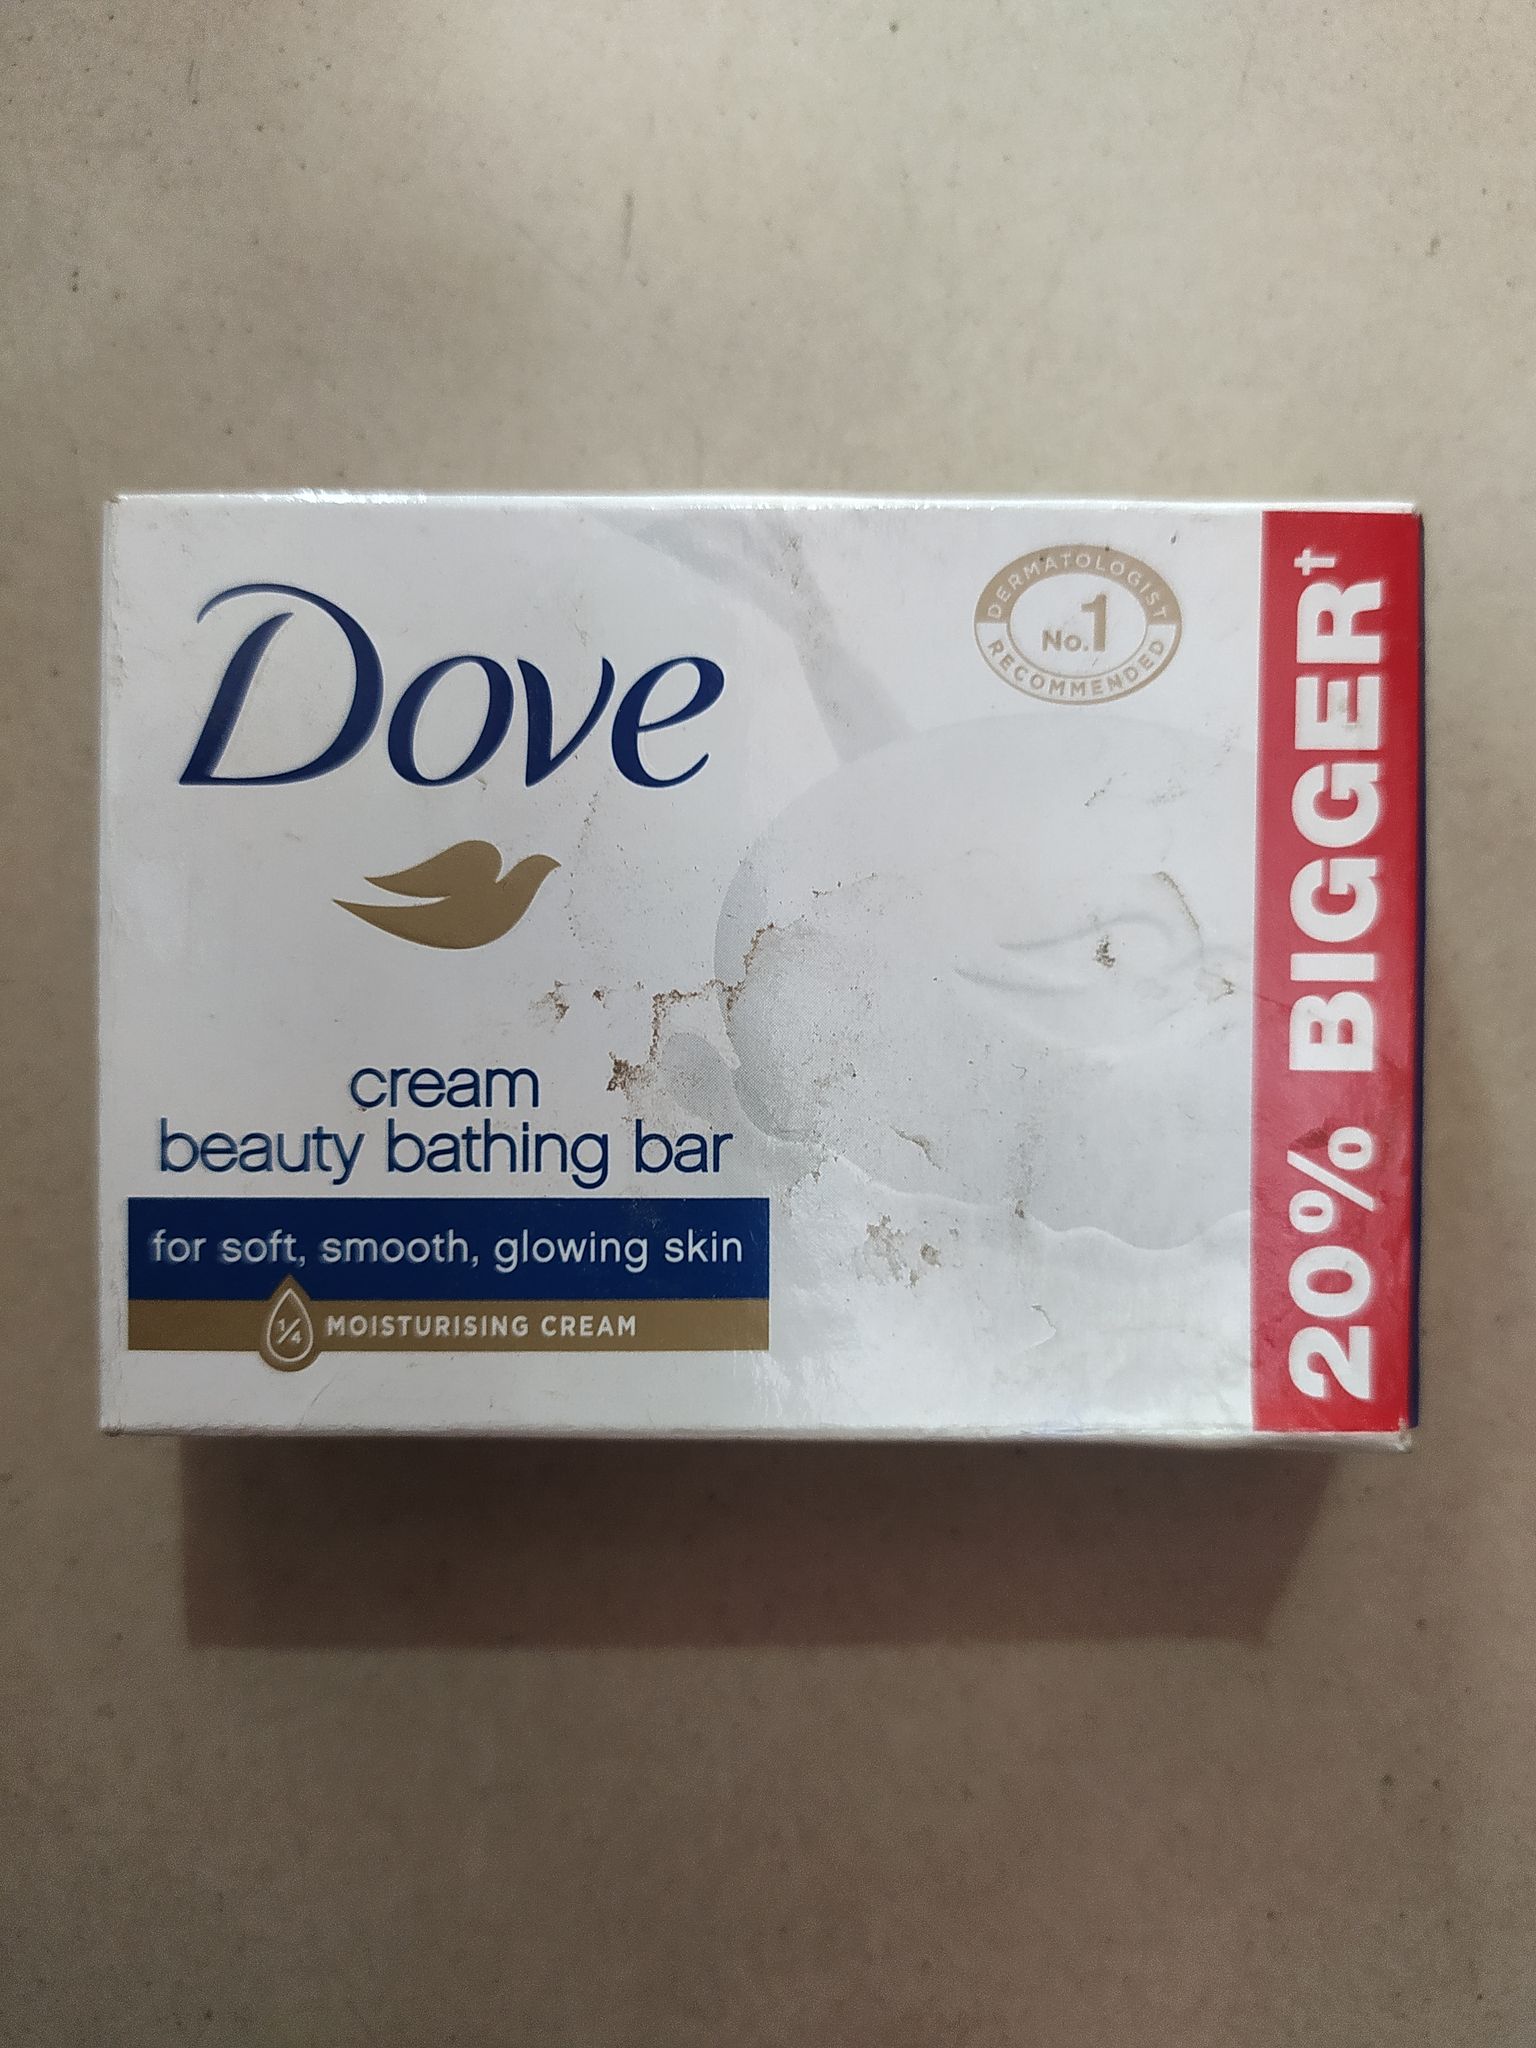 Dove
DERMATOLOGIST
No.1
RECOMMENDED
cream
beauty bathing bar
for soft, smooth, glowing skin
1/4 MOISTURISING CREAM
20% BIGGER†